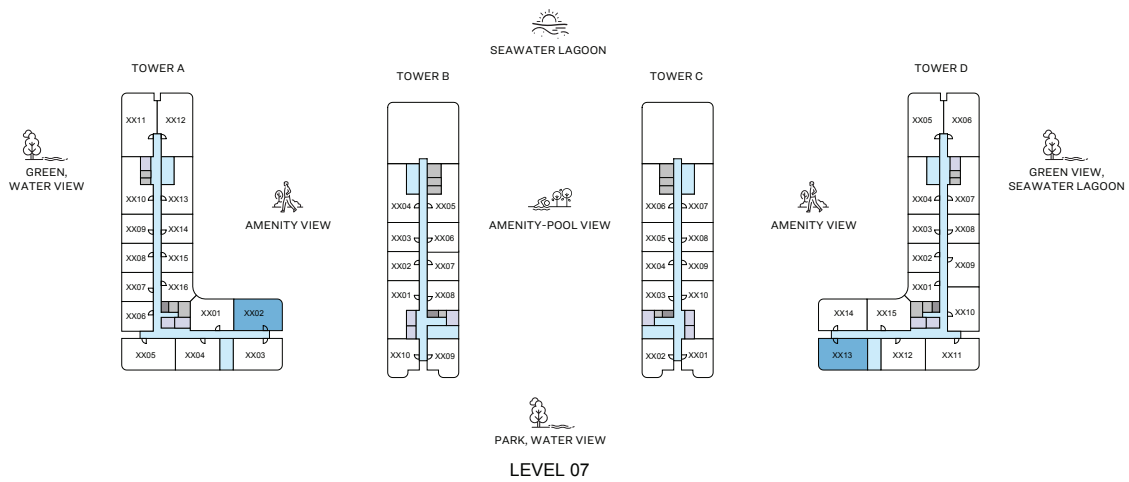 SEAWATER LAGOON
TOWER A
TOWER B
TOWER C
TOWER D
XX11
XX12
XX10
XX13
XX09
XX14
XX08
XX15
XX07
XX16
XX06
XX01
XX02
XX05
XX04
XX03
XX04
XX05
XX03
XX06
XX02
XX07
XX01
XX08
XX10
XX09
XX06
XX07
XX05
XX08
XX04
XX09
XX03
XX10
XX02
XX01
XX05
XX06
XX04
XX07
XX03
XX08
XX02
XX09
XX01
XX10
XX14
XX15
XX13
XX12
XX11
GREEN,
WATER VIEW
AMENITY VIEW
AMENITY-POOL VIEW
AMENITY VIEW
GREEN VIEW,
SEAWATER LAGOON
PARK, WATER VIEW
LEVEL 07